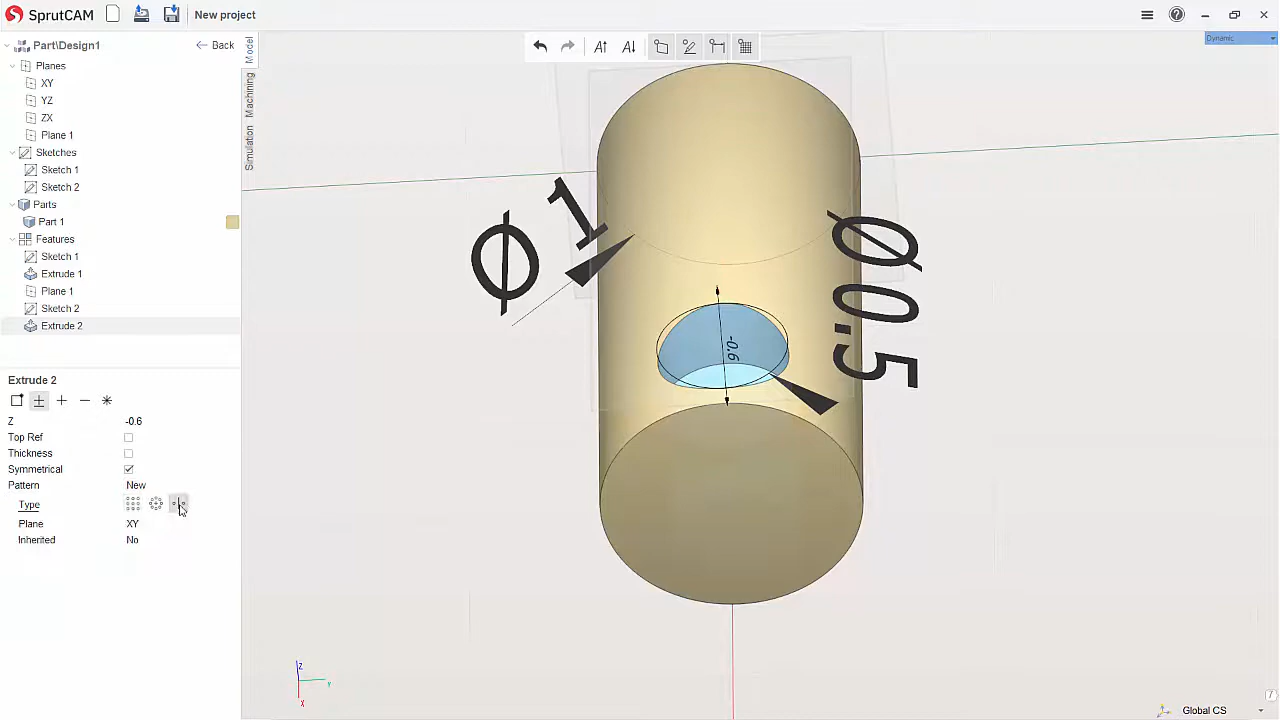 SprutCAM
New project
Part\Design1
Back
Planes
XY
YZ
ZX
Plane 1
Sketches
Sketch 1
Sketch 2
Parts
Part 1
Features
Sketch 1
Extrude 1
Plane 1
Sketch 2
Extrude 2
Model
Machining
Simulation
Extrude 2
Z -0.6
Top Ref
Thickness
Symmetrical
Pattern New
Type
Plane XY
Inherited No
Dynamic
Ø 1
Ø 0.5
-0.6
Z
Y
X
Global CS